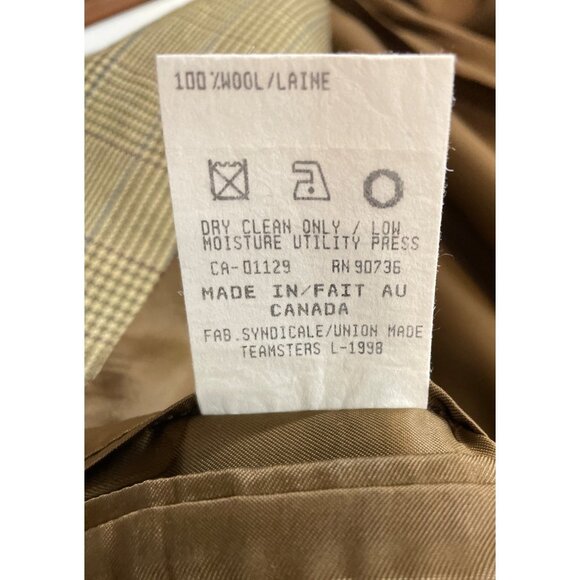 100%WOOL/LAINE
DRY CLEAN ONLY / LOW
MOISTURE UTILITY PRESS
CA-01129 RN 90736
MADE IN/FAIT AU
CANADA
FAB.SYNDICALE/UNION MADE
TEAMSTERS L-1998